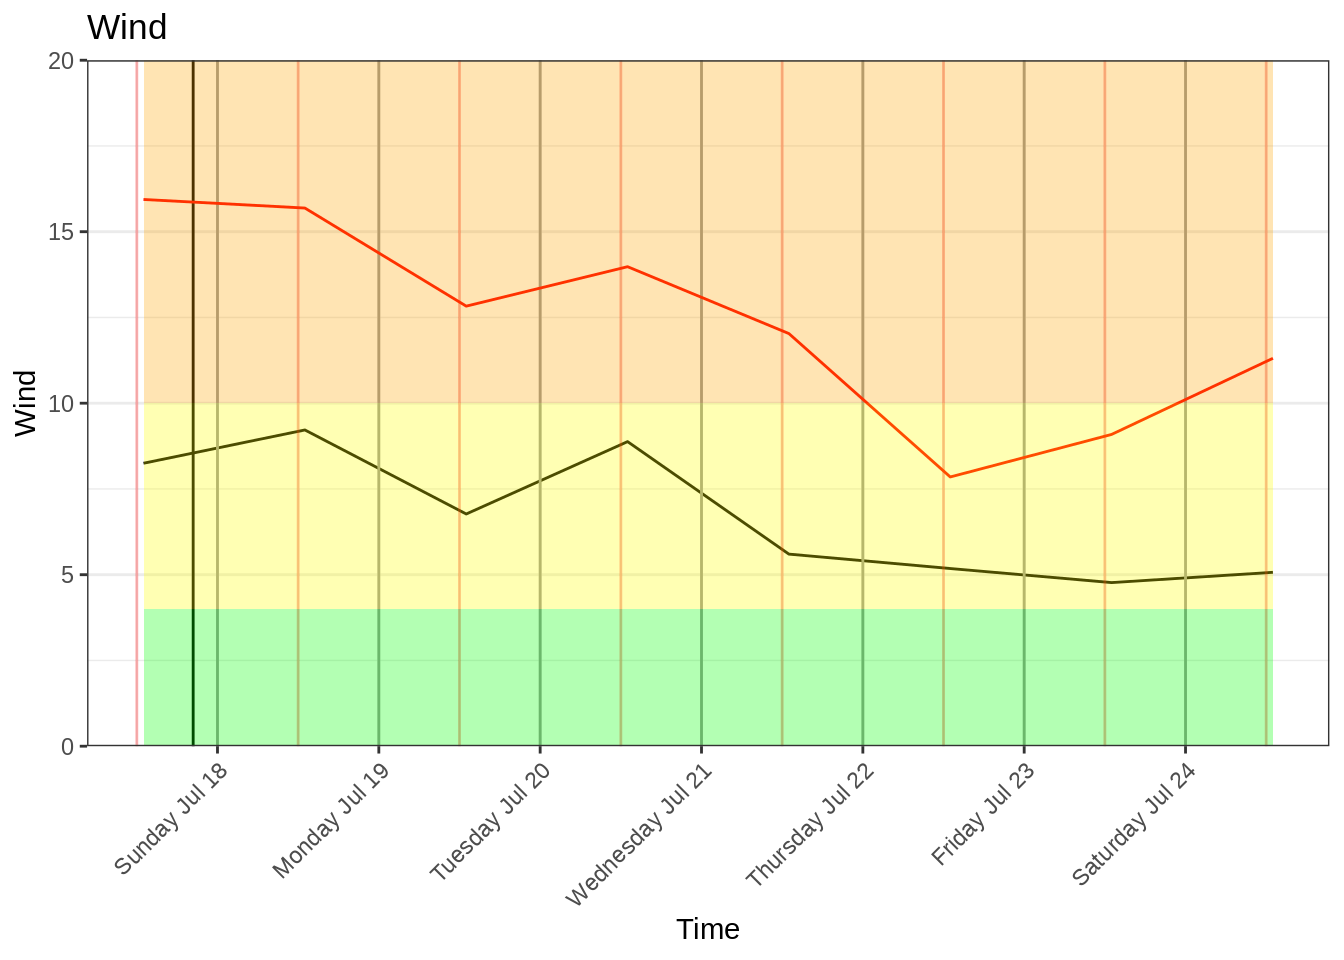 Wind
20
15
10
5
0
Wind
Sunday Jul 18
Monday Jul 19
Tuesday Jul 20
Wednesday Jul 21
Thursday Jul 22
Friday Jul 23
Saturday Jul 24
Time